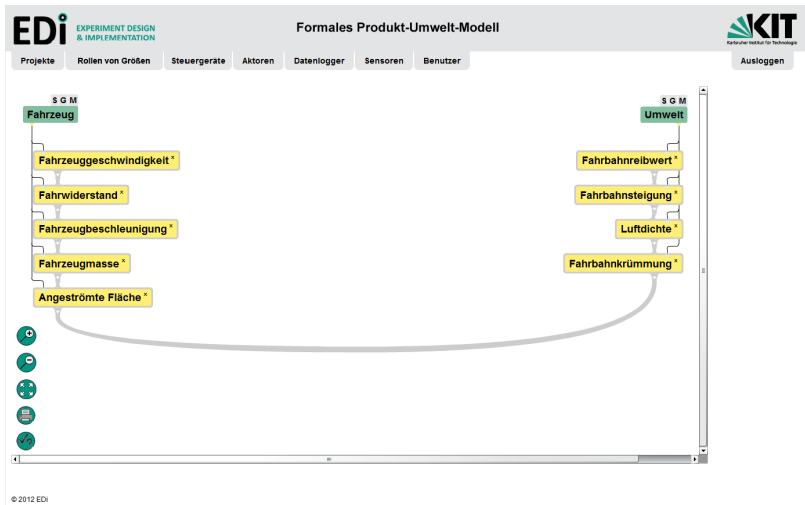 EDi EXPERIMENT DESIGN
& IMPLEMENTATION
Formales Produkt-Umwelt-Modell
KIT
Karlsruher Institut für Technologie
Projekte Rollen von Größen Steuergeräte Aktoren Datenlogger Sensoren Benutzer Ausloggen
S G M
Fahrzeug
Fahrzeuggeschwindigkeit x
Fahrwiderstand x
Fahrzeugbeschleunigung x
Fahrzeugmasse x
Angeströmte Fläche x
S G M
Umwelt
Fahrbahnreibwert x
Fahrbahnsteigung x
Luftdichte x
Fahrbahnkrümmung x
© 2012 EDi